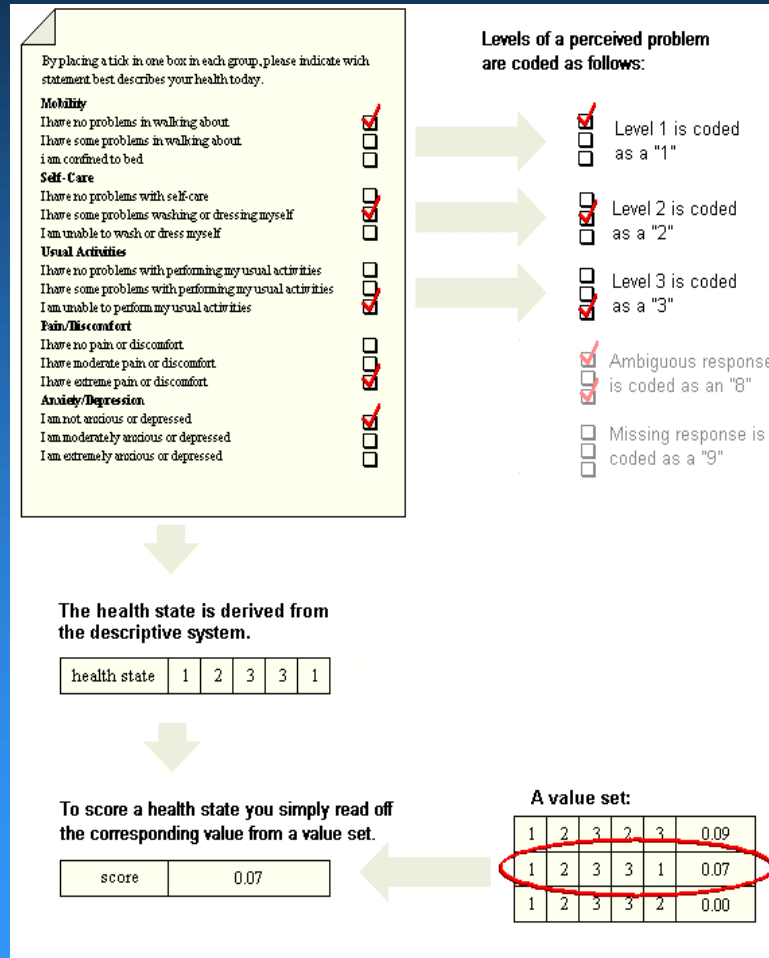 By placing a tick in one box in each group, please indicate wich
statement best describes your health today.
Mobility
I have no problems in walking about
I have some problems in walking about
i am confined to bed
Self-Care
I have no problems with self-care
I have some problems washing or dressing myself
I am unable to wash or dress myself
Usual Activities
I have no problems with performing my usual activities
I have some problems with performing my usual activities
I am unable to perform my usual activities
Pain/Discomfort
I have no pain or discomfort
I have moderate pain or discomfort
I have extreme pain or discomfort
Anxiety/Depression
I am not anxious or depressed
I am moderately anxious or depressed
I am extremely anxious or depressed
Levels of a perceived problem
are coded as follows:
Level 1 is coded
as a "1"
Level 2 is coded
as a "2"
Level 3 is coded
as a "3"
Ambiguous response
is coded as an "8"
Missing response is
coded as a "9"
The health state is derived from
the descriptive system.
health state 1 2 3 3 1
To score a health state you simply read off
the corresponding value from a value set.
score 0.07
A value set:
1 2 3 2 3 0.09
1 2 3 3 1 0.07
1 2 3 3 2 0.00